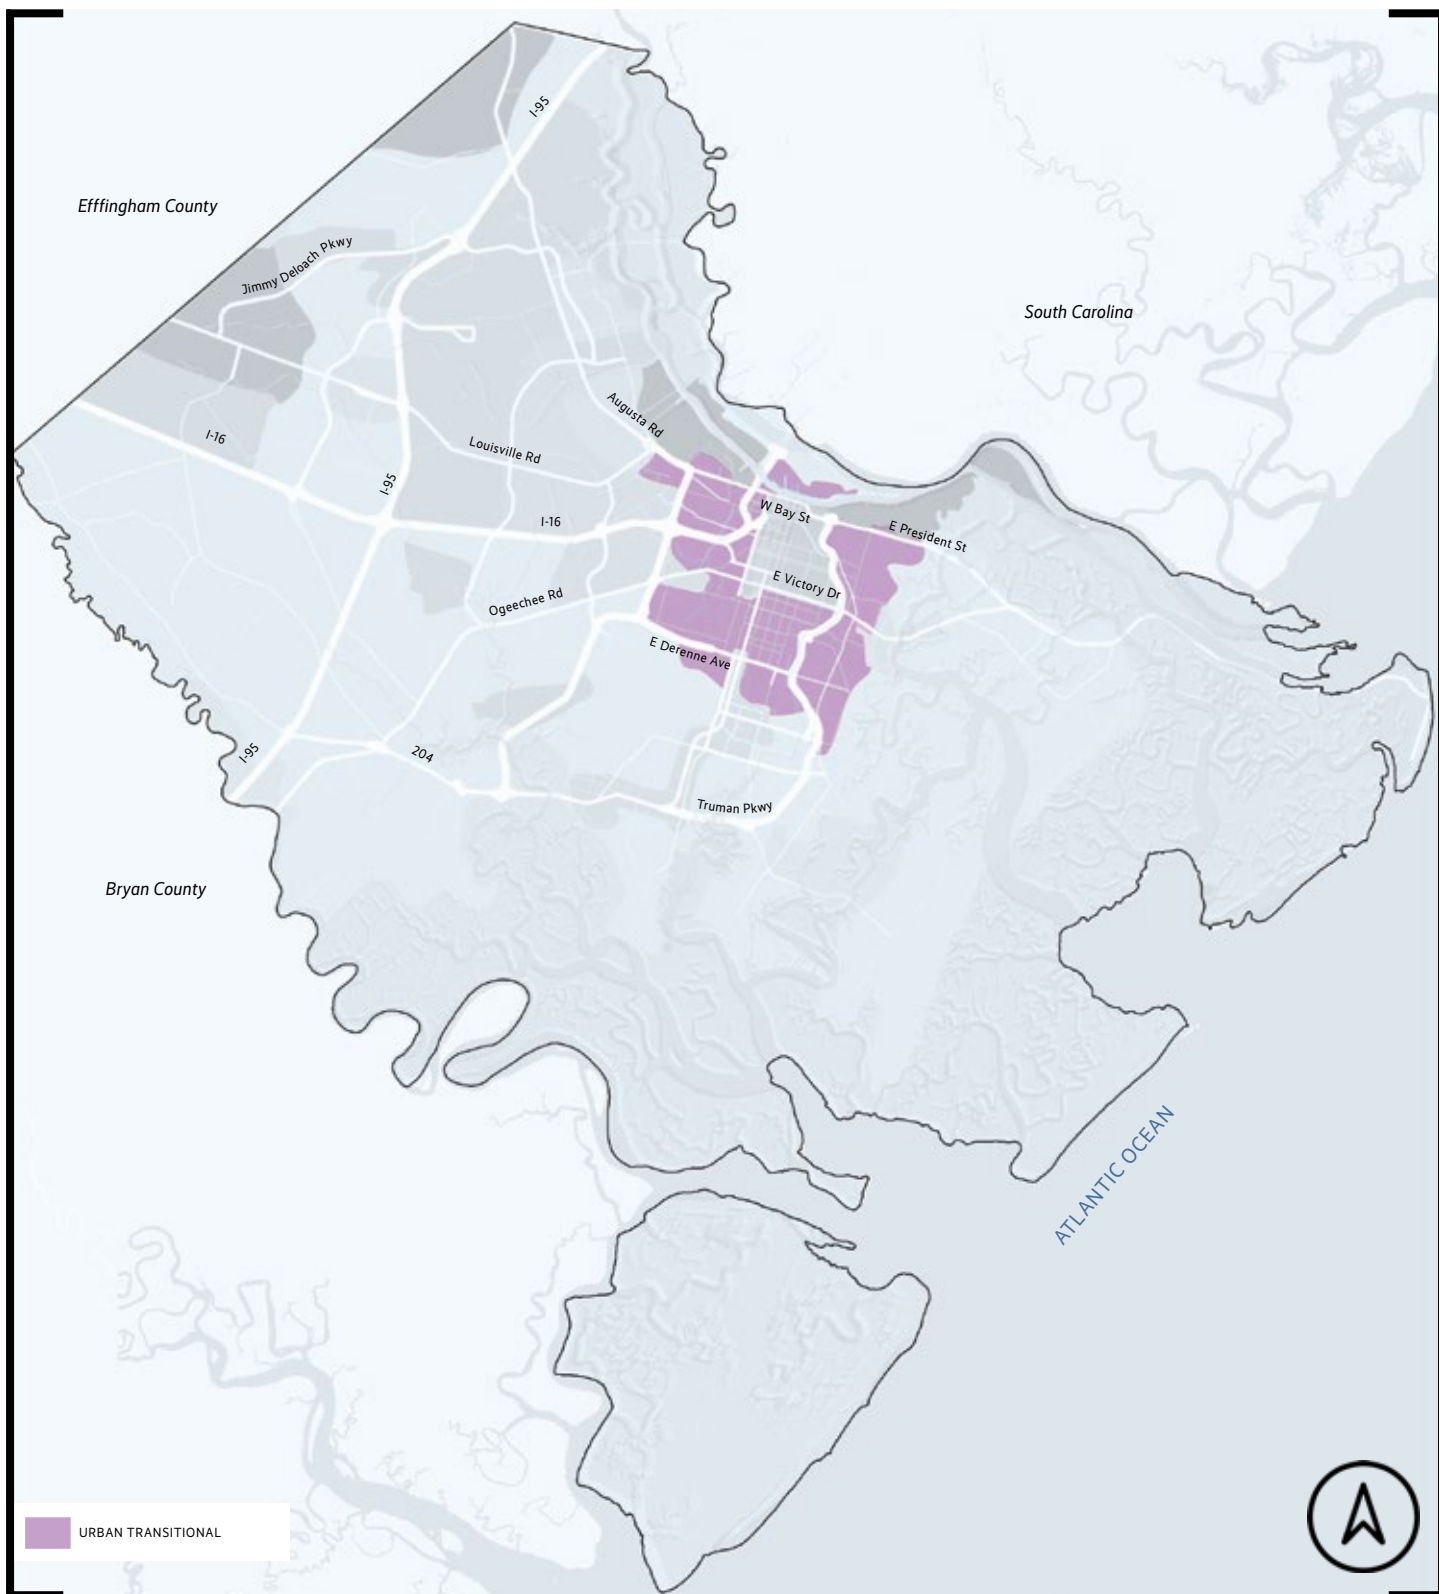 I-95
Efffingham County
Jimmy Deloach Pkwy
South Carolina
Augusta Rd
I-16
Louisville Rd
I-95
W Bay St
I-16
E President St
E Victory Dr
Ogeechee Rd
E Derenne Ave
I-95
204
Truman Pkwy
Bryan County
ATLANTIC OCEAN
URBAN TRANSITIONAL